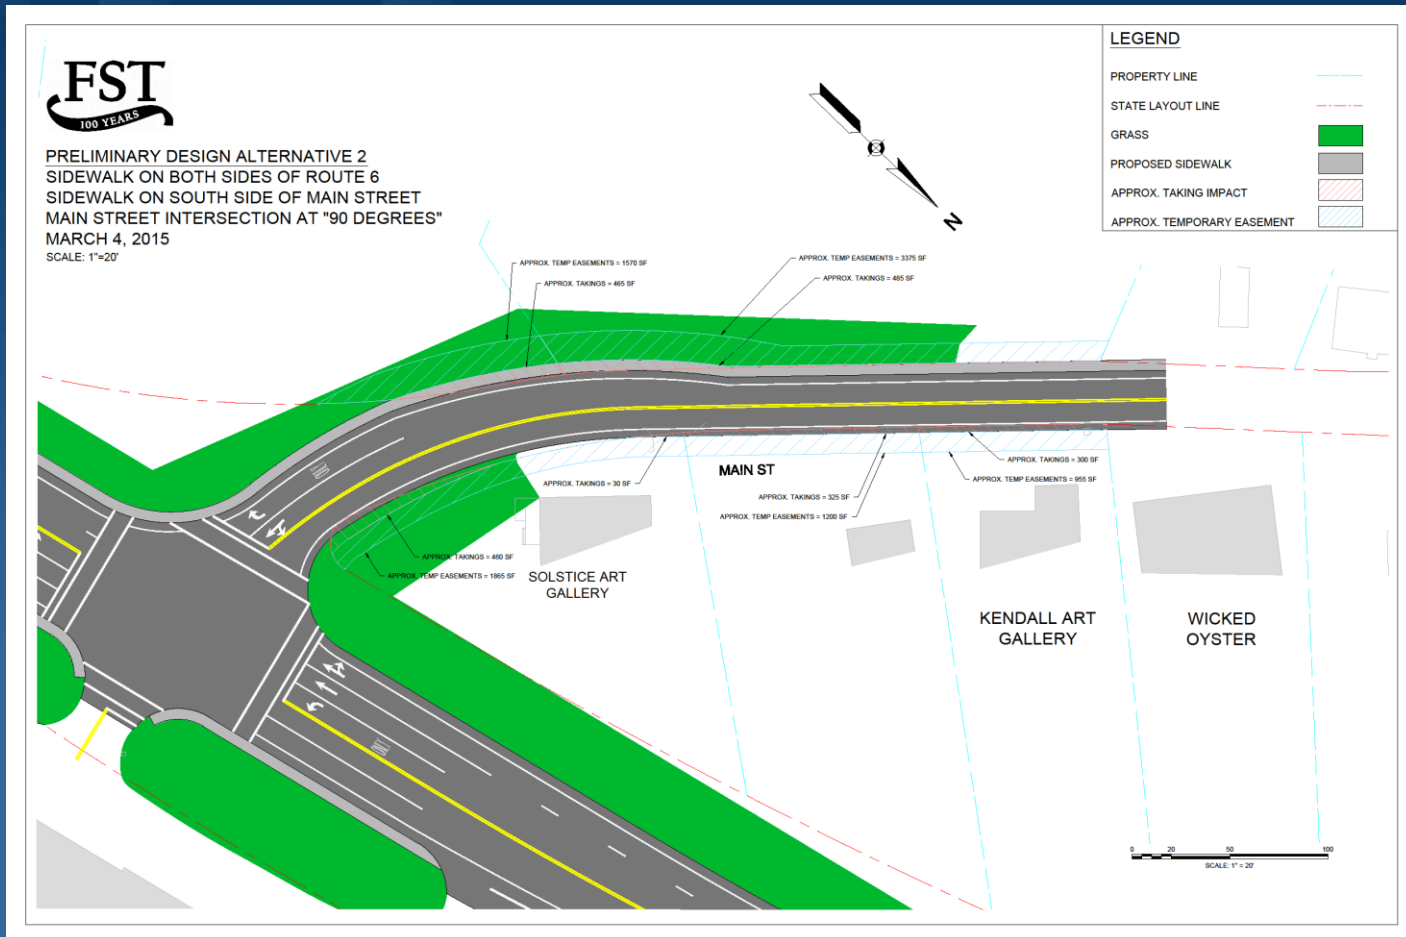 FST
100 YEARS
PRELIMINARY DESIGN ALTERNATIVE 2
SIDEWALK ON BOTH SIDES OF ROUTE 6
SIDEWALK ON SOUTH SIDE OF MAIN STREET
MAIN STREET INTERSECTION AT "90 DEGREES"
MARCH 4, 2015
SCALE: 1"=20'
LEGEND
PROPERTY LINE
STATE LAYOUT LINE
GRASS
PROPOSED SIDEWALK
APPROX. TAKING IMPACT
APPROX. TEMPORARY EASEMENT
N
APPROX. TEMP EASEMENTS = 1570 SF
APPROX. TAKINGS = 465 SF
APPROX. TEMP EASEMENTS = 3375 SF
APPROX. TAKINGS = 485 SF
MAIN ST
APPROX. TAKINGS = 30 SF
APPROX. TAKINGS = 325 SF
APPROX. TEMP EASEMENTS = 1200 SF
APPROX. TAKINGS = 300 SF
APPROX. TEMP EASEMENTS = 955 SF
APPROX. TAKINGS = 460 SF
APPROX. TEMP EASEMENTS = 1865 SF
SOLSTICE ART
GALLERY
KENDALL ART
GALLERY
WICKED
OYSTER
0 20 50 100
SCALE: 1" = 20'